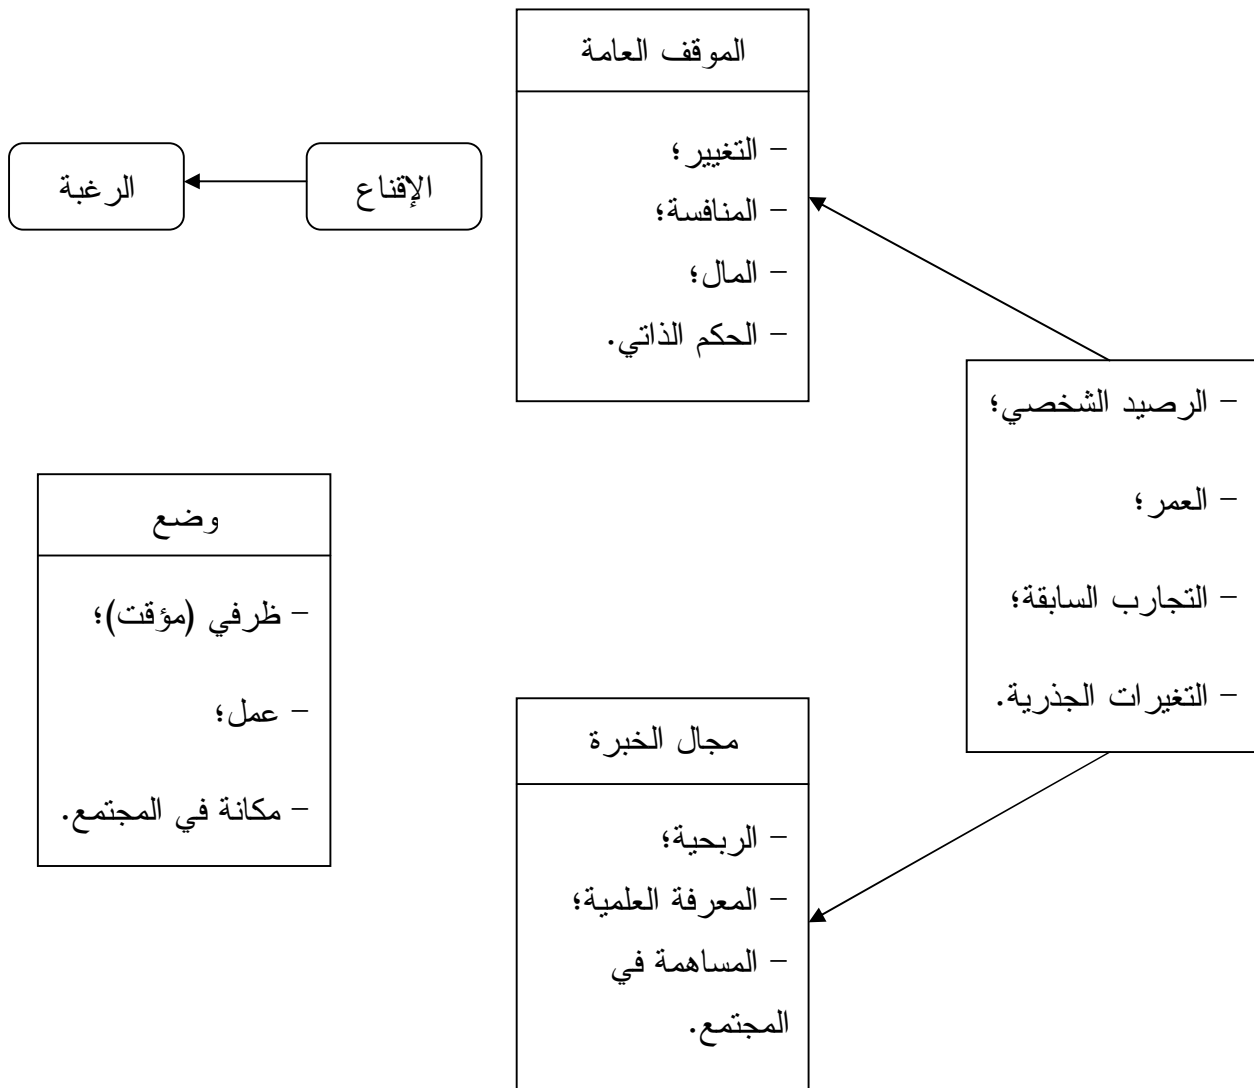 الموقف العامة
– التغيير؛
– المنافسة؛
– المال؛
– الحكم الذاتي.
الإقناع
الرغبة
– الرصيد الشخصي؛
– العمر؛
– التجارب السابقة؛
– التغيرات الجذرية.
وضع
– ظرفي (مؤقت)؛
– عمل؛
– مكانة في المجتمع.
مجال الخبرة
– الربحية؛
– المعرفة العلمية؛
– المساهمة في
المجتمع.